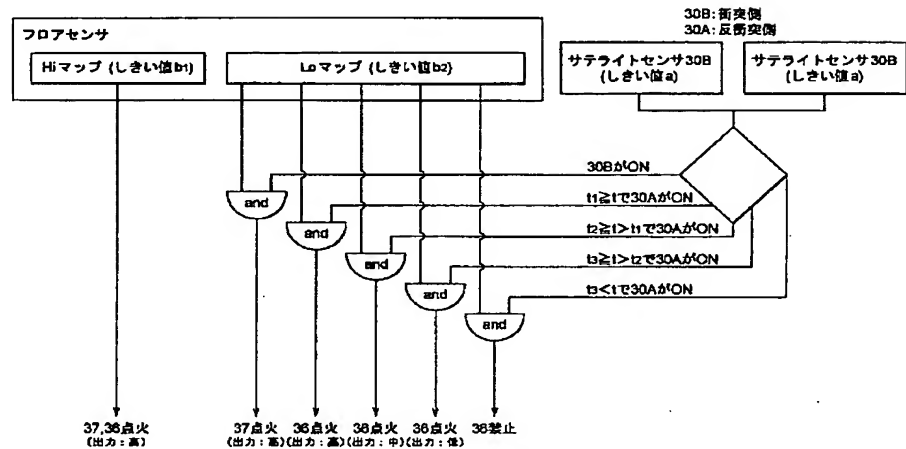 30B: 衝突側
30A: 反衝突側
フロアセンサ
Hiマップ (しきい値b1)
Loマップ (しきい値b2}
サテライトセンサ30B
(しきい値a)
サテライトセンサ30B
(しきい値a)
30BがON
t1≧tで30AがON
t2≧t>t1で30AがON
t3≧t>t2で30AがON
t3<tで30AがON
and
and
and
and
and
37,36点火
(出力：高)
37点火
(出力：高)
36点火
(出力：高)
36点火
(出力：中)
36点火
(出力：低)
36禁止